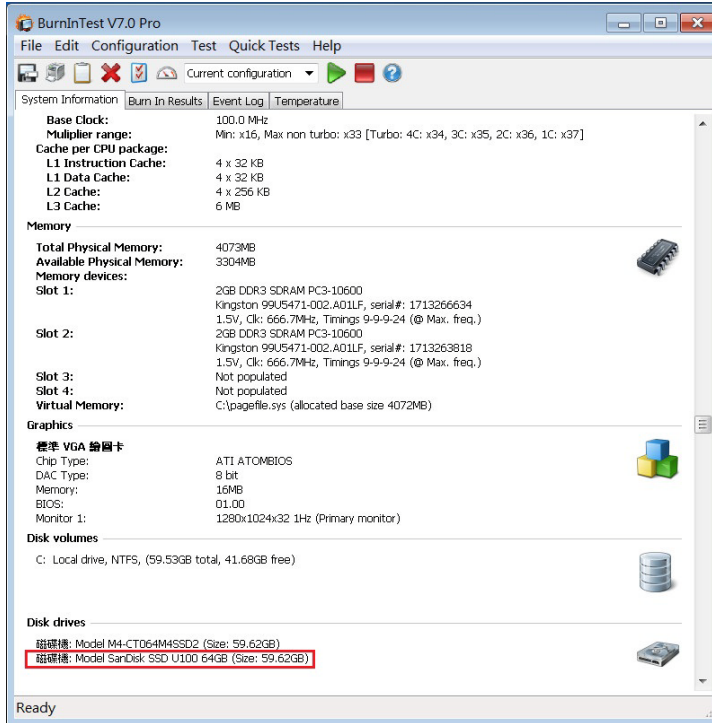 BurnInTest V7.0 Pro
File Edit Configuration Test Quick Tests Help
Current configuration
System Information Burn In Results Event Log Temperature
Base Clock: 100.0 MHz
Muliplier range: Min: x16, Max non turbo: x33 [Turbo: 4C: x34, 3C: x35, 2C: x36, 1C: x37]
Cache per CPU package:
L1 Instruction Cache: 4 x 32 KB
L1 Data Cache: 4 x 32 KB
L2 Cache: 4 x 256 KB
L3 Cache: 6 MB
Memory
Total Physical Memory: 4073MB
Available Physical Memory: 3304MB
Memory devices:
Slot 1: 2GB DDR3 SDRAM PC3-10600
Kingston 99U5471-002.A01LF, serial#: 1713266634
1.5V, Clk: 666.7MHz, Timings 9-9-9-24 (@ Max. freq.)
Slot 2: 2GB DDR3 SDRAM PC3-10600
Kingston 99U5471-002.A01LF, serial#: 1713263818
1.5V, Clk: 666.7MHz, Timings 9-9-9-24 (@ Max. freq.)
Slot 3: Not populated
Slot 4: Not populated
Virtual Memory: C:\pagefile.sys (allocated base size 4072MB)
Graphics
標準 VGA 繪圖卡
Chip Type: ATI ATOMBIOS
DAC Type: 8 bit
Memory: 16MB
BIOS: 01.00
Monitor 1: 1280x1024x32 1Hz (Primary monitor)
Disk volumes
C: Local drive, NTFS, (59.53GB total, 41.68GB free)
Disk drives
磁碟機: Model M4-CT064M4SSD2 (Size: 59.62GB)
磁碟機: Model SanDisk SSD U100 64GB (Size: 59.62GB)
Ready